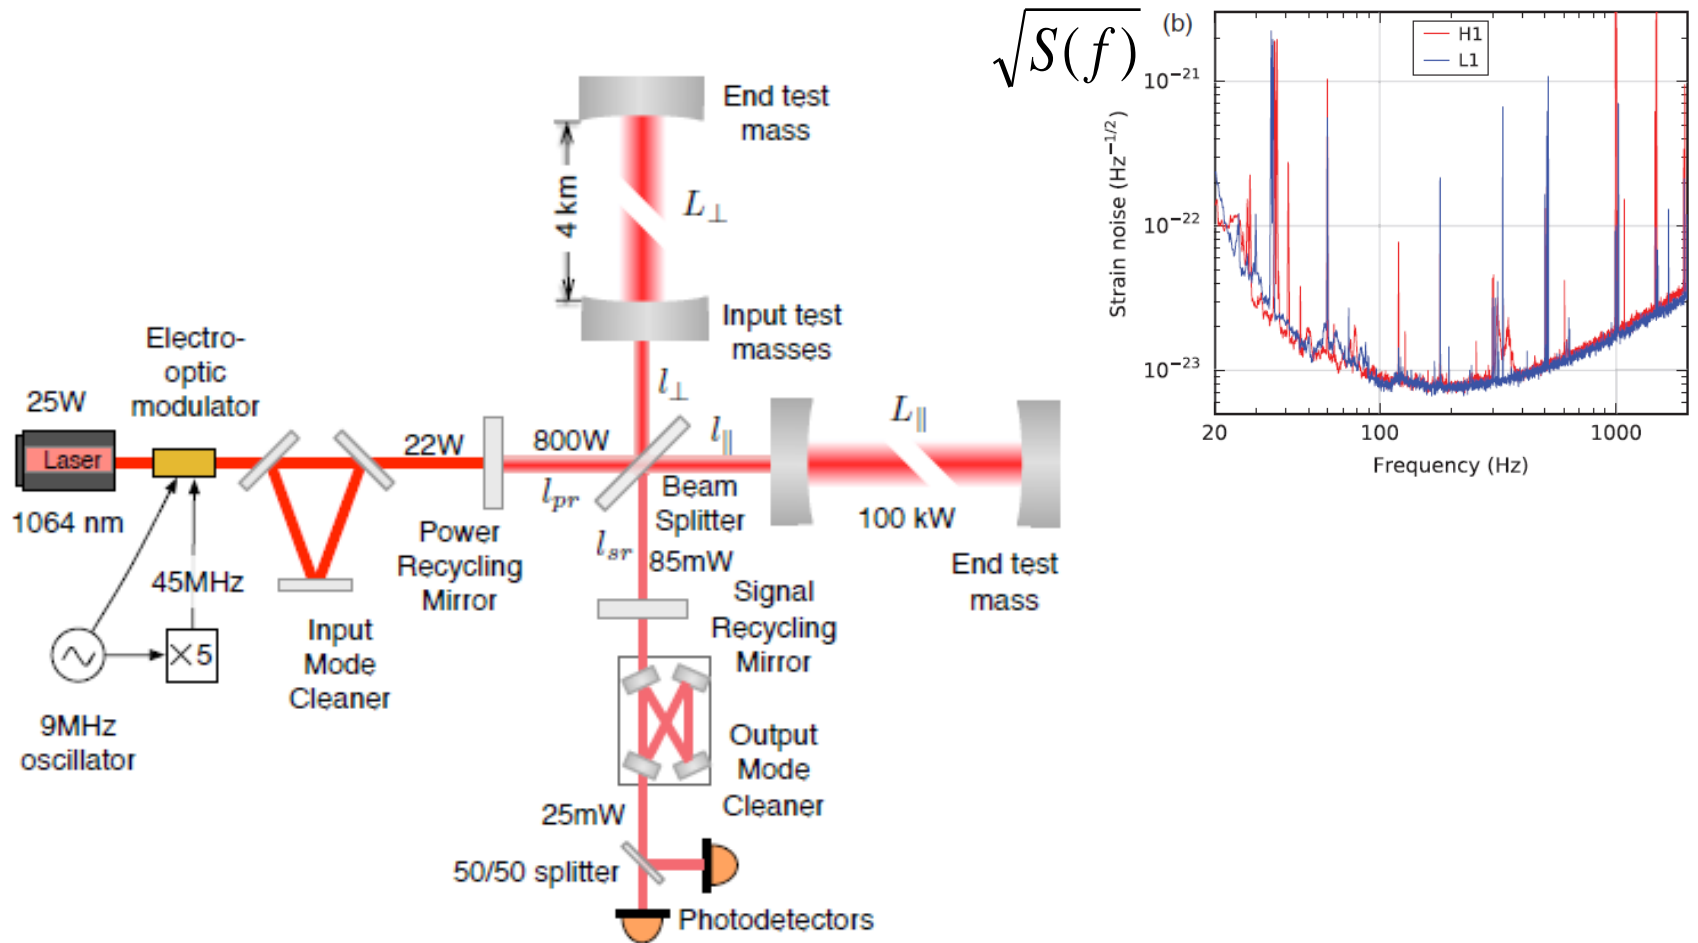 √S(f)
(b)
H1
L1
10⁻²¹
10⁻²²
10⁻²³
Strain noise (Hz⁻¹/²)
20
100
1000
Frequency (Hz)
End test
mass
4 km
L⊥
Input test
masses
l⊥
Electro-
optic
modulator
25W
Laser
1064 nm
22W
800W
l∥
L∥
lpr
Beam
Splitter
100 kW
Power
Recycling
Mirror
lsr
85mW
End test
mass
45MHz
×5
Input
Mode
Cleaner
9MHz
oscillator
Signal
Recycling
Mirror
Output
Mode
Cleaner
25mW
50/50 splitter
Photodetectors